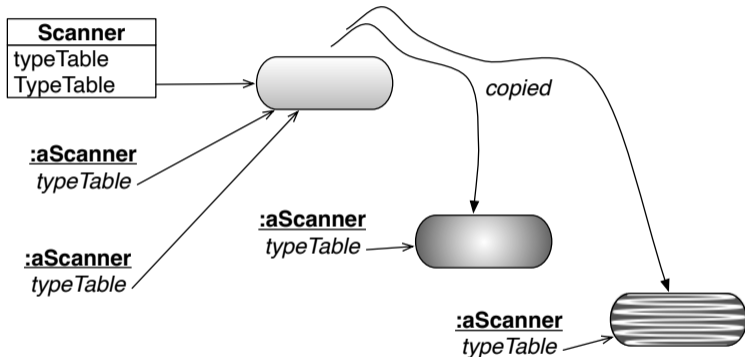 Scanner
typeTable
TypeTable
copied
:aScanner
typeTable
:aScanner
typeTable
:aScanner
typeTable
:aScanner
typeTable